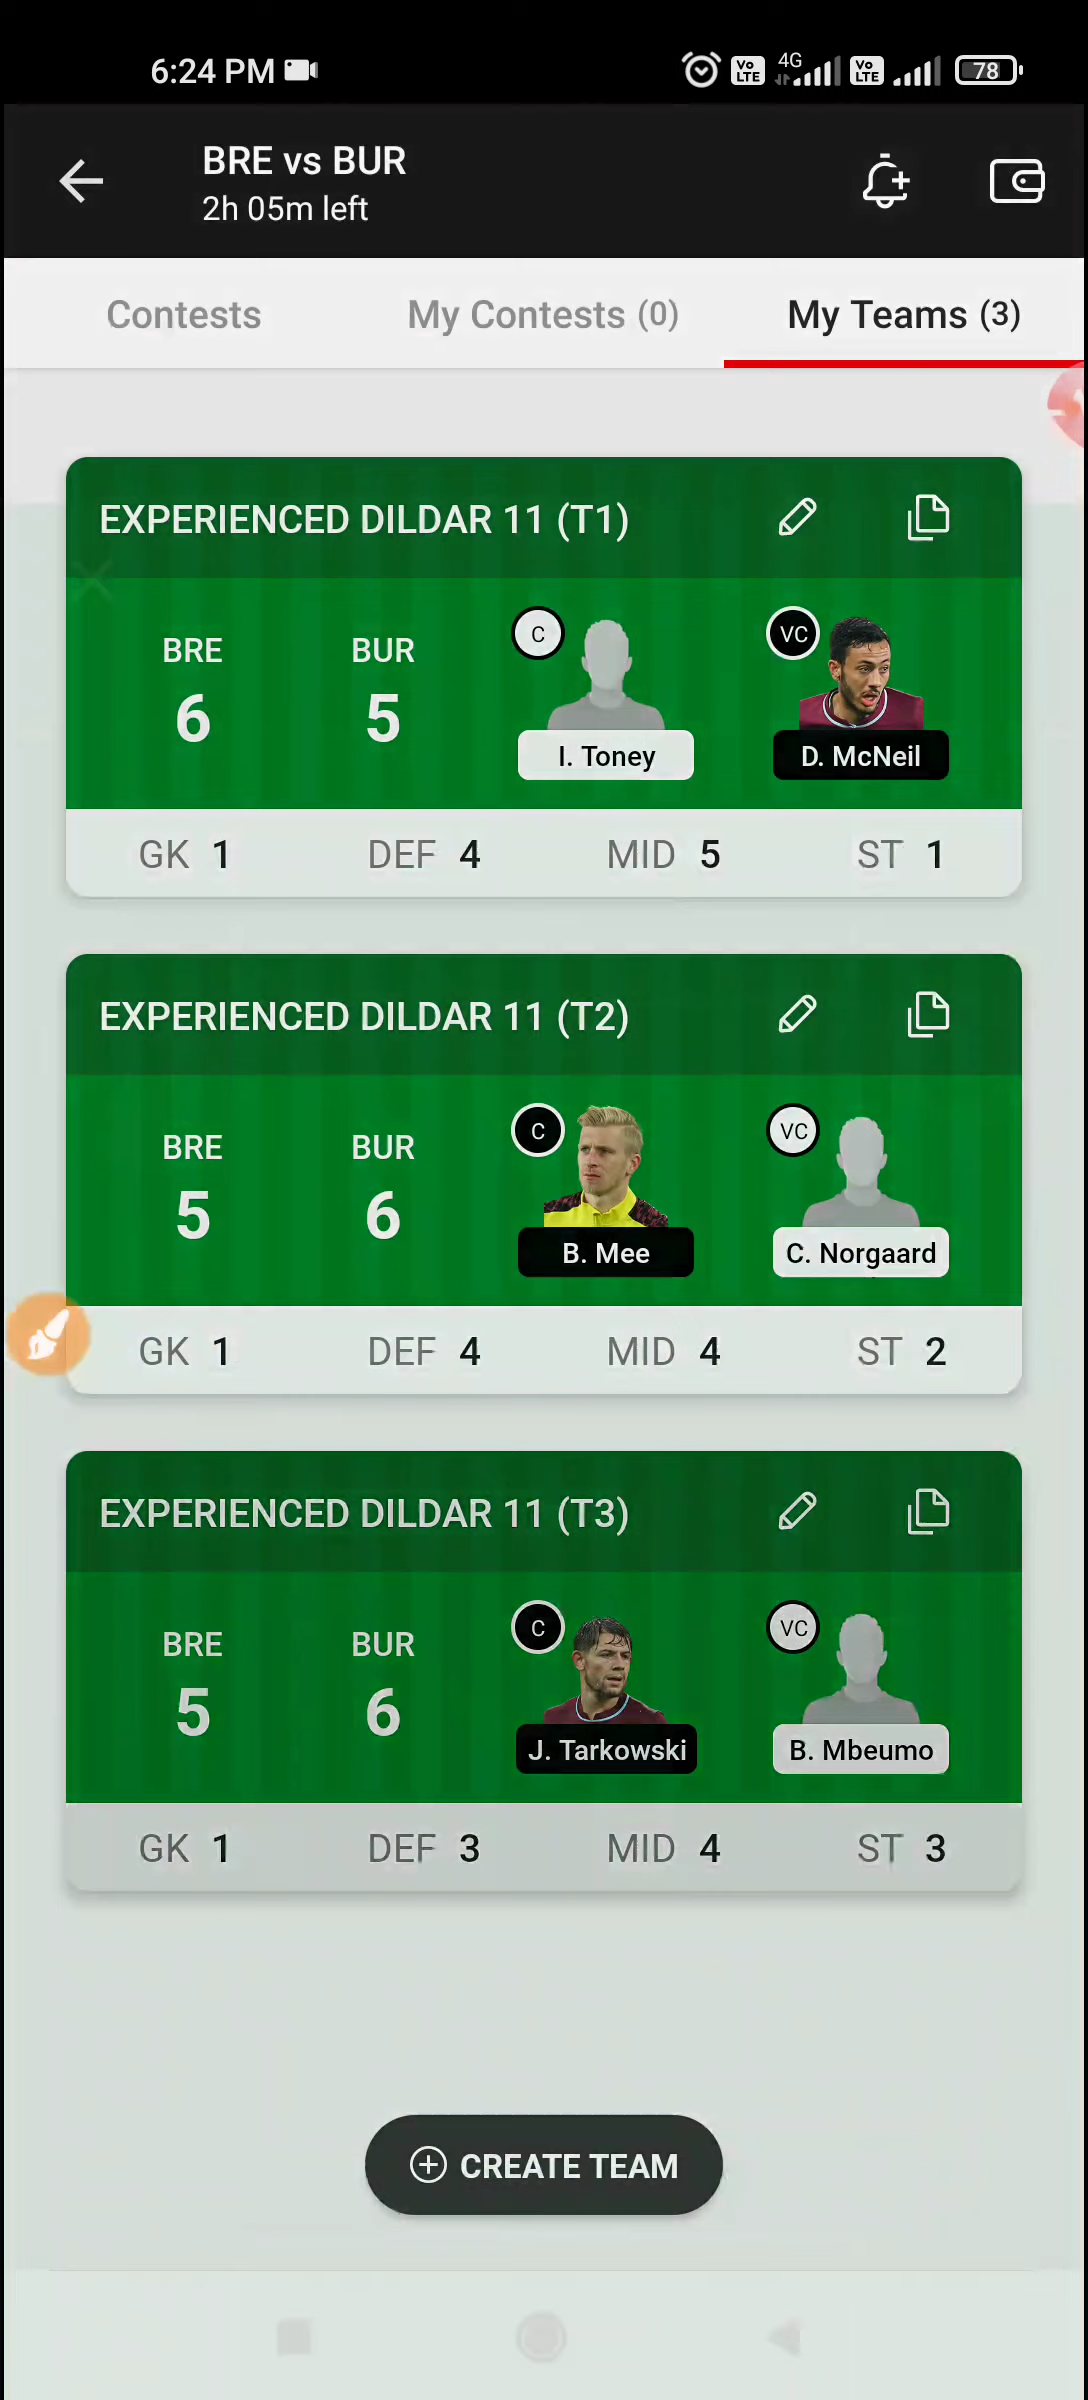 6:24 PM
Vo LTE 4G Vo LTE 78
BRE vs BUR
2h 05m left
Contests My Contests (0) My Teams (3)
EXPERIENCED DILDAR 11 (T1)
BRE BUR C VC
6 5
I. Toney D. McNeil
GK 1 DEF 4 MID 5 ST 1
EXPERIENCED DILDAR 11 (T2)
BRE BUR C VC
5 6
B. Mee C. Norgaard
GK 1 DEF 4 MID 4 ST 2
EXPERIENCED DILDAR 11 (T3)
BRE BUR C VC
5 6
J. Tarkowski B. Mbeumo
GK 1 DEF 3 MID 4 ST 3
CREATE TEAM